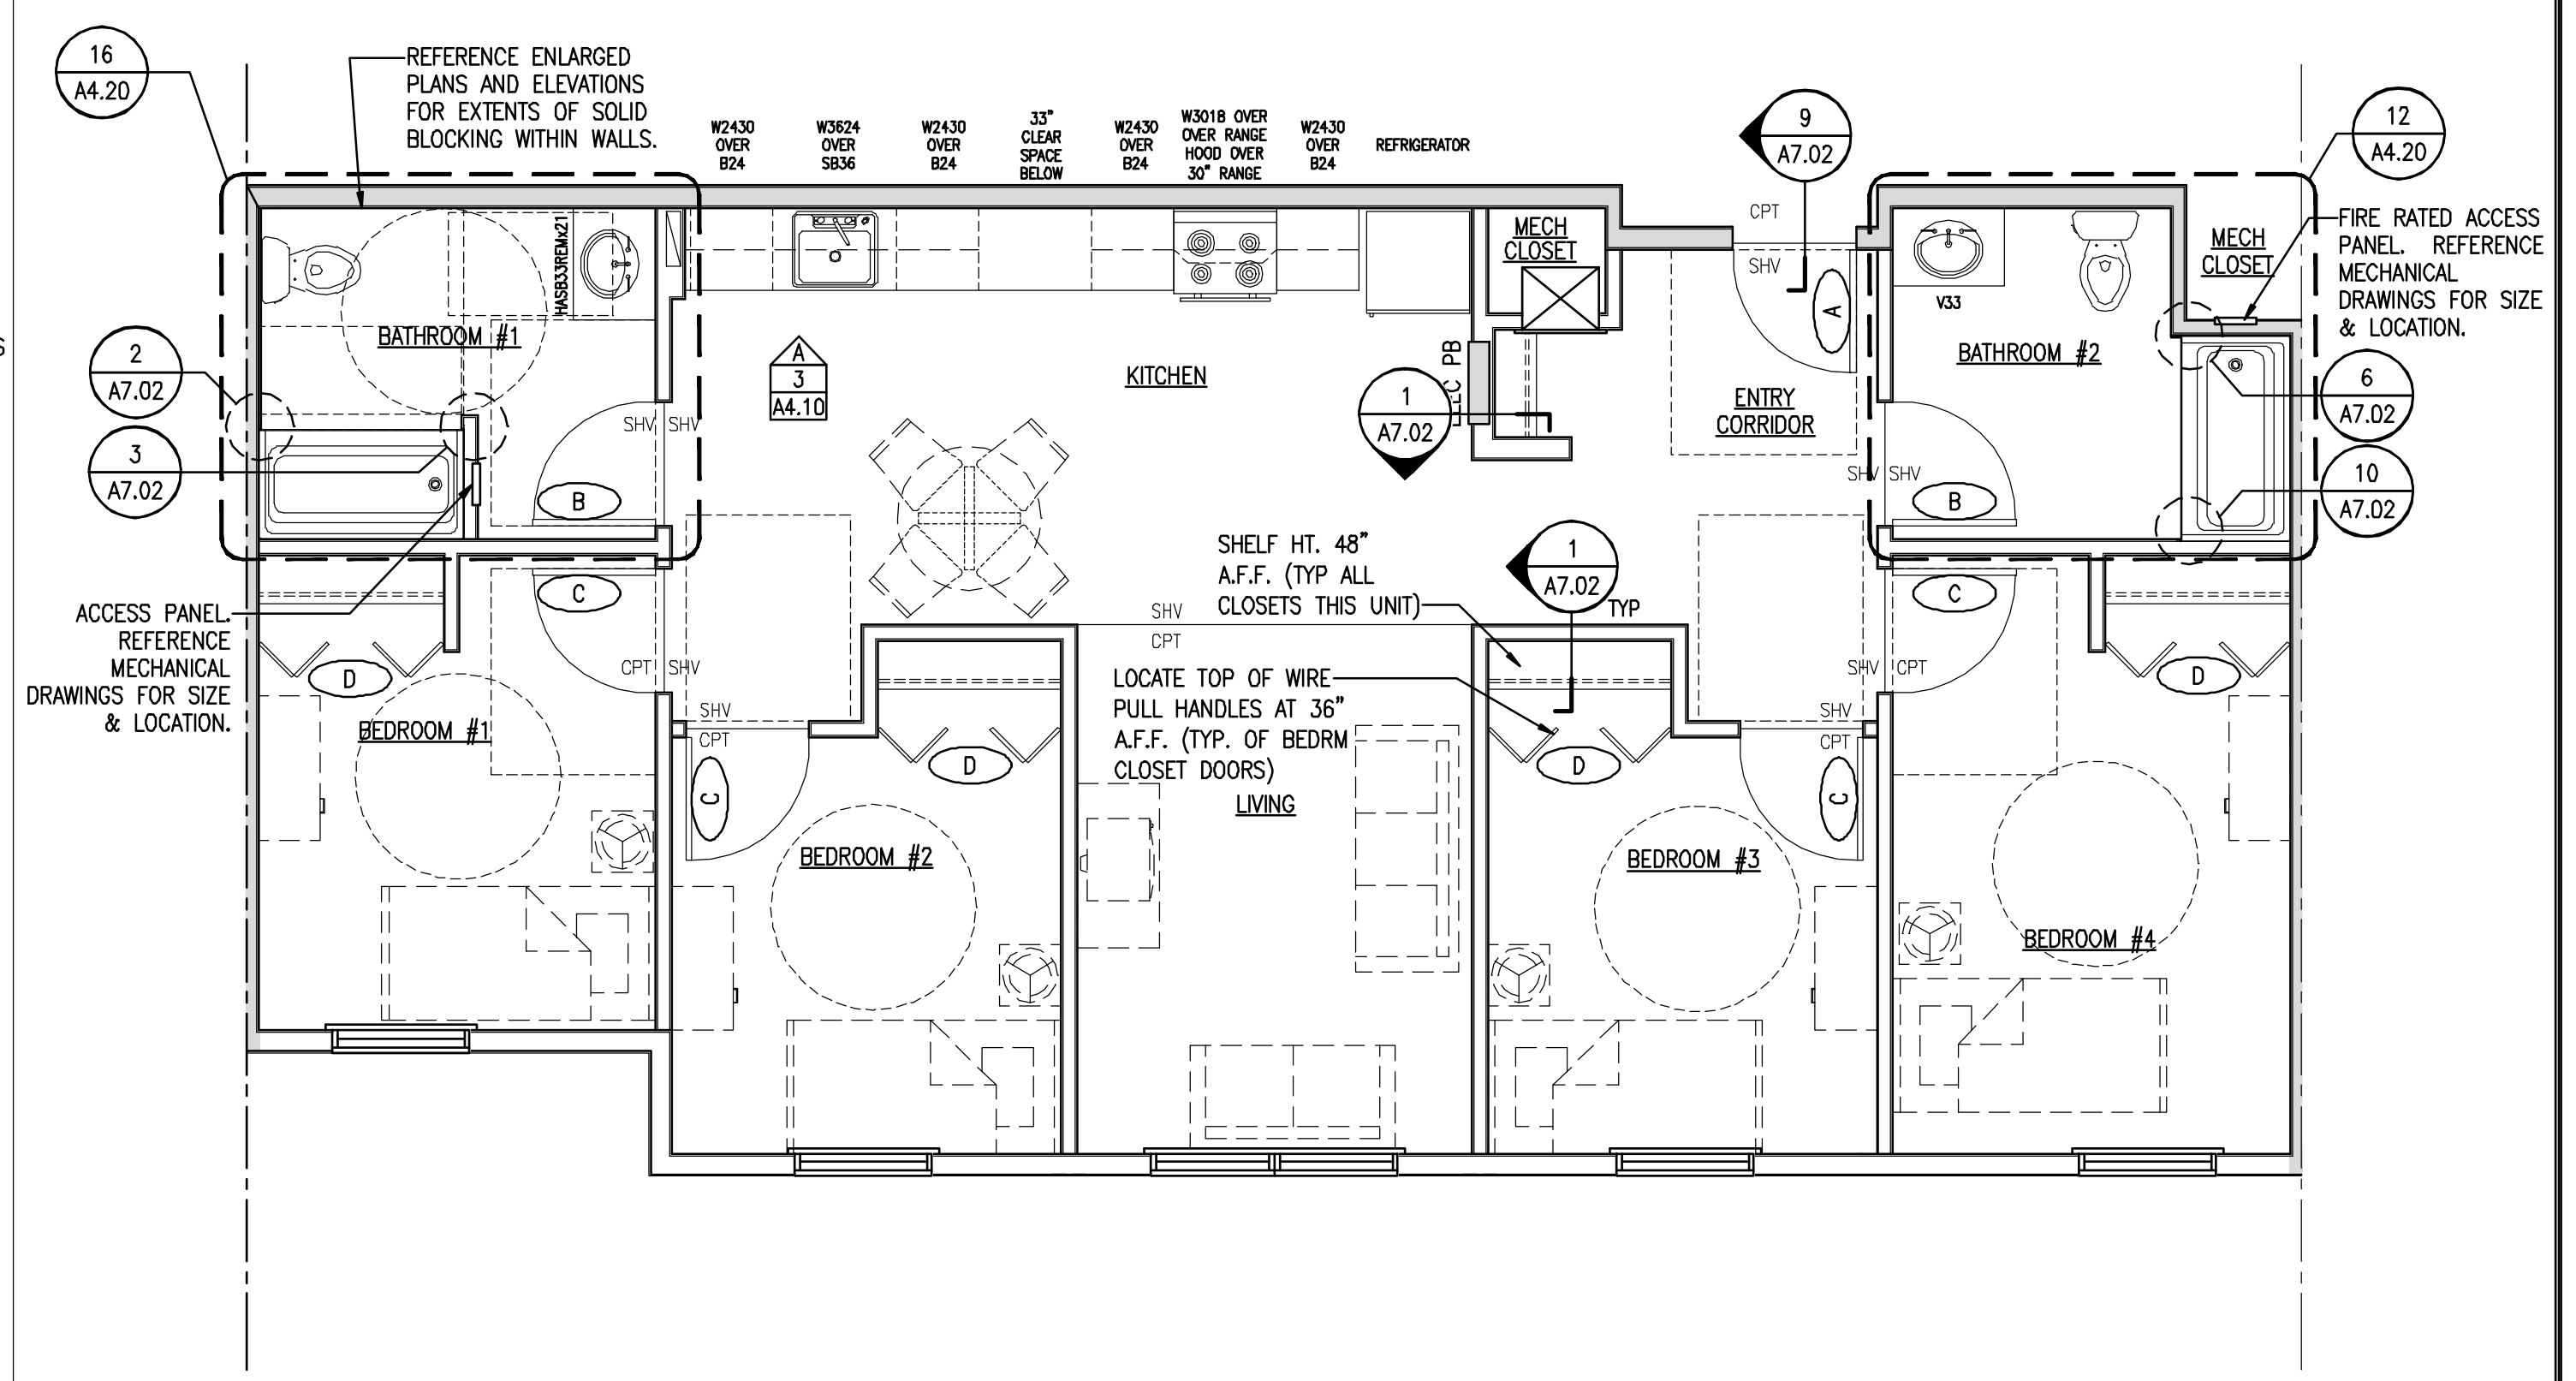 16
A4.20
REFERENCE ENLARGED
PLANS AND ELEVATIONS
FOR EXTENTS OF SOLID
BLOCKING WITHIN WALLS.
W2430
OVER
B24
W3624
OVER
SB36
W2430
OVER
B24
33"
CLEAR
SPACE
BELOW
W2430
OVER
B24
W3018 OVER
OVER RANGE
HOOD OVER
30" RANGE
W2430
OVER
B24
REFRIGERATOR
9
A7.02
12
A4.20
FIRE RATED ACCESS
PANEL. REFERENCE
MECHANICAL
DRAWINGS FOR SIZE
& LOCATION.
CPT
SHV
A
MECH
CLOSET
MECH
CLOSET
HASB33REMx21
V33
BATHROOM #1
BATHROOM #2
S
2
A7.02
3
A7.02
A
3
A4.10
KITCHEN
PB
1
A7.02
ENTRY
CORRIDOR
6
A7.02
10
A7.02
SHV SHV
SHV SHV
B
B
SHELF HT. 48"
A.F.F. (TYP ALL
CLOSETS THIS UNIT)
1
A7.02
TYP
ACCESS PANEL.
REFERENCE
MECHANICAL
DRAWINGS FOR SIZE
& LOCATION.
C
C
SHV
CPT
CPT SHV
SHV CPT
D
D
LOCATE TOP OF WIRE
PULL HANDLES AT 36"
A.F.F. (TYP. OF BEDRM
CLOSET DOORS)
SHV
CPT
SHV
CPT
BEDROOM #1
C
D
D
C
LIVING
BEDROOM #2
BEDROOM #3
BEDROOM #4